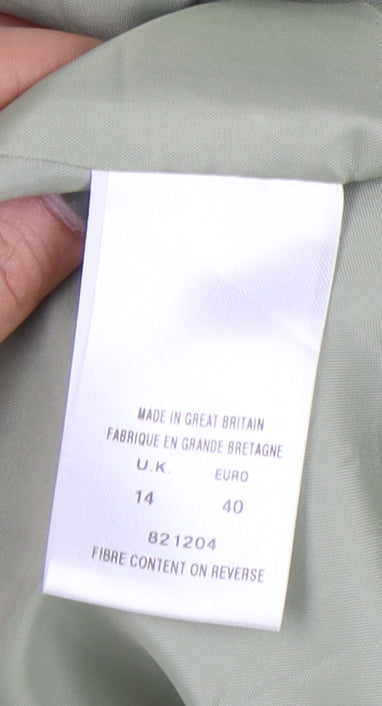 MADE IN GREAT BRITAIN
FABRIQUE EN GRANDE BRETAGNE
U.K. EURO
14 40
821204
FIBRE CONTENT ON REVERSE